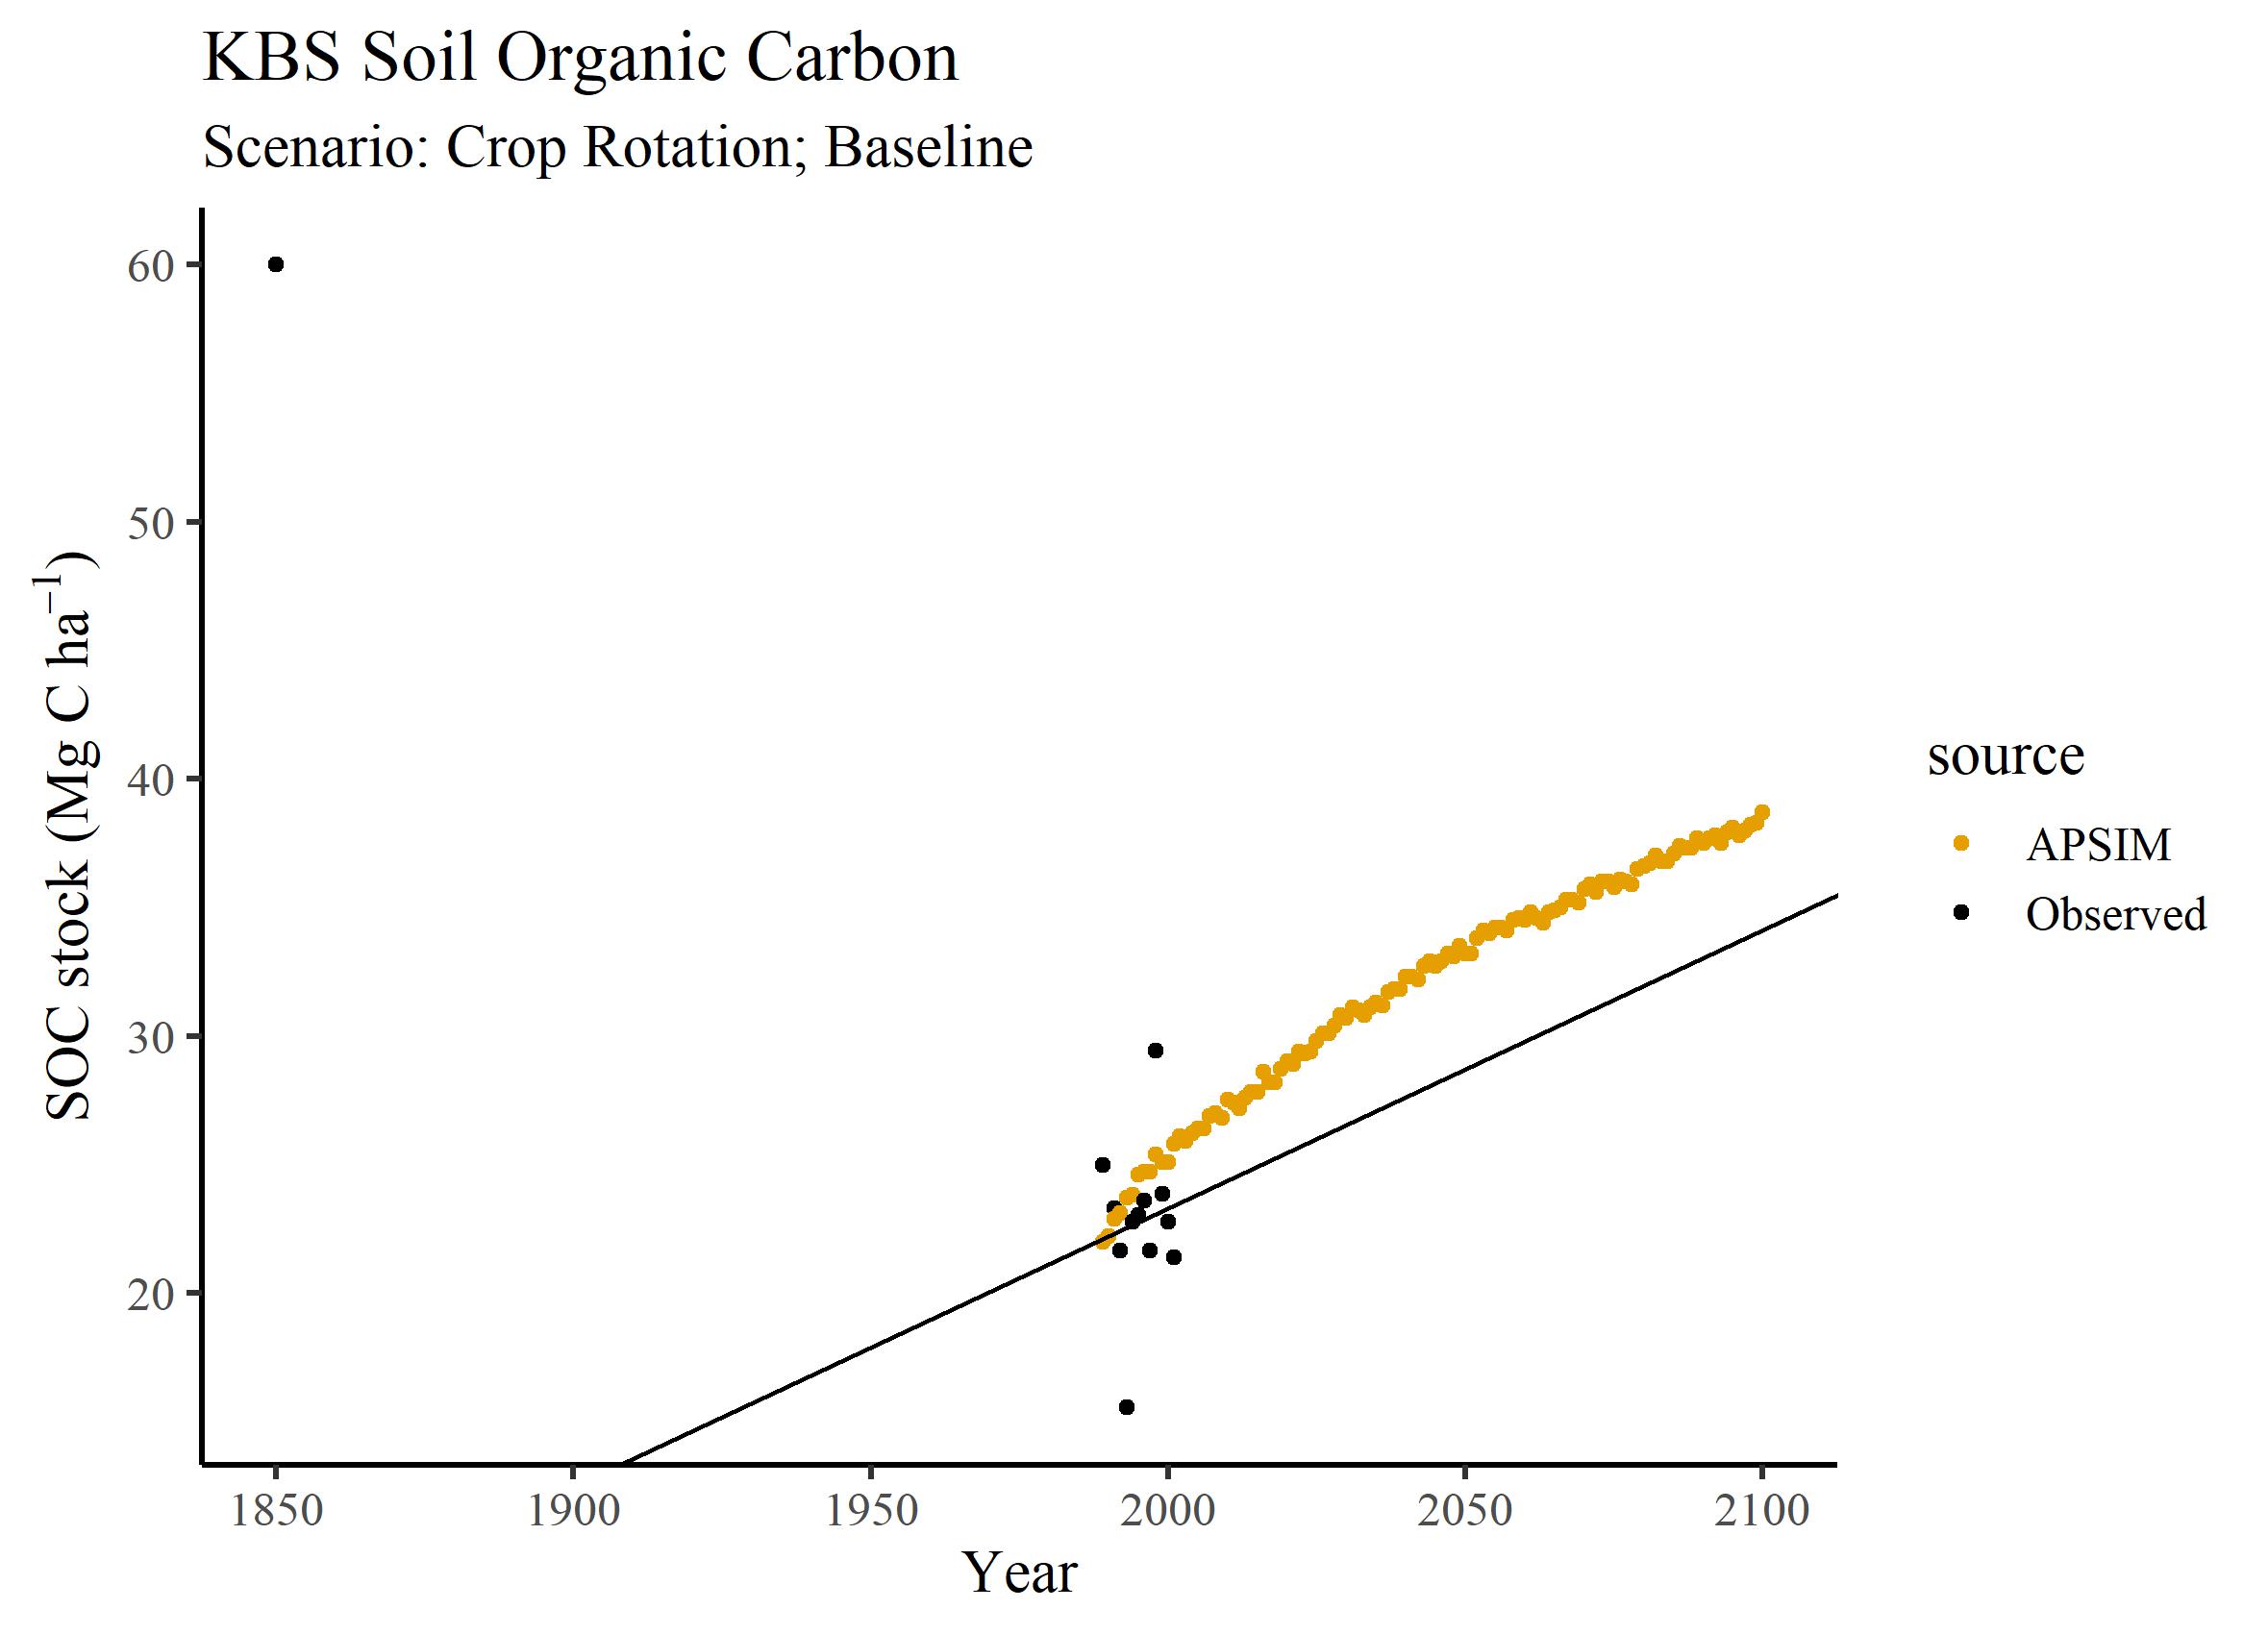 KBS Soil Organic Carbon
Scenario: Crop Rotation; Baseline
SOC stock (Mg C ha⁻¹)
60
50
40
30
20
1850 1900 1950 2000 2050 2100
Year
source
APSIM
Observed